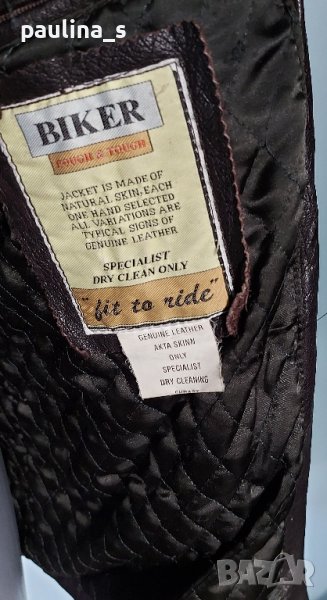 paulina_s
BIKER
ROUGH & TOUGH
JACKET IS MADE OF
NATURAL SKIN, EACH
ONE HAND SELECTED
ALL VARIATIONS ARE
TYPICAL SIGNS OF
GENUINE LEATHER
SPECIALIST
DRY CLEAN ONLY
"fit to ride"
GENUINE LEATHER
AKTA SKINN
ONLY
SPECIALIST
DRY CLEANING
BAZAR